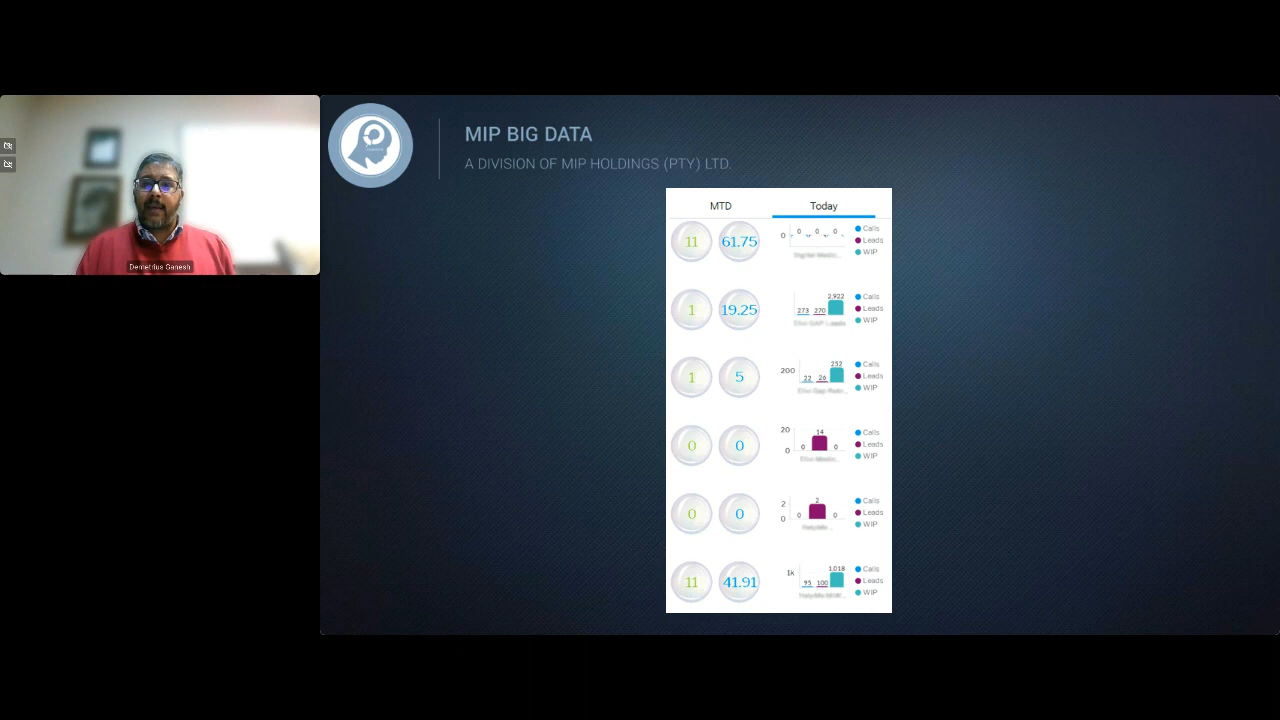 Demetrius Ganesh
MIP BIG DATA
A DIVISION OF MIP HOLDINGS (PTY) LTD.
MTD Today
11 61.75 0 0 0 0 Calls
Leads
WIP
1 19.25 273 270 2,922 Calls
Leads
WIP
1 5 200 22 26 252 Calls
Leads
WIP
0 0 20 0 0 14 0 Calls
Leads
WIP
0 0 2 0 0 2 0 Calls
Leads
WIP
11 41.91 1k 93 100 1,018 Calls
Leads
WIP